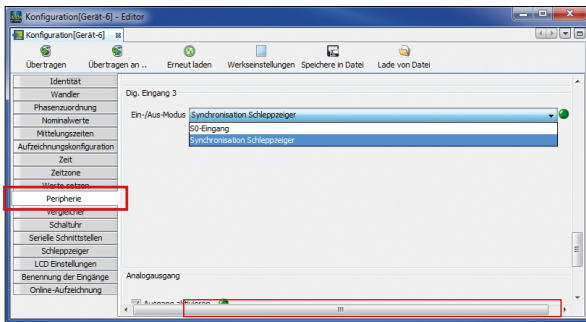 Konfiguration[Gerät-6] - Editor
Konfiguration[Gerät-6]
Übertragen
Übertragen an ..
Erneut laden
Werkseinstellungen
Speichere in Datei
Lade von Datei
Identität
Wandler
Phasenzuordnung
Nominalwerte
Mittelungszeiten
Aufzeichnungskonfiguration
Zeit
Zeitzone
Werte setzen
Peripherie
Vergleicher
Schaltuhr
Serielle Schnittstellen
Schleppzeiger
LCD Einstellungen
Benennung der Eingänge
Online-Aufzeichnung
Dig. Eingang 3
Ein-/Aus-Modus
Synchronisation Schleppzeiger
S0-Eingang
Synchronisation Schleppzeiger
Analogausgang
Ausgang aktivieren